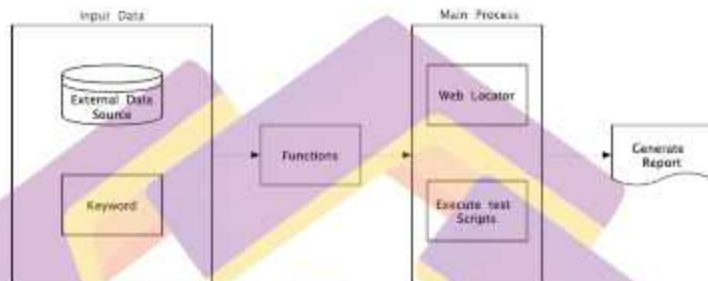 Input Data
External Data
Source
Keyword
Functions
Main Process
Web Locator
Execute test
Scripts
Generate
Report